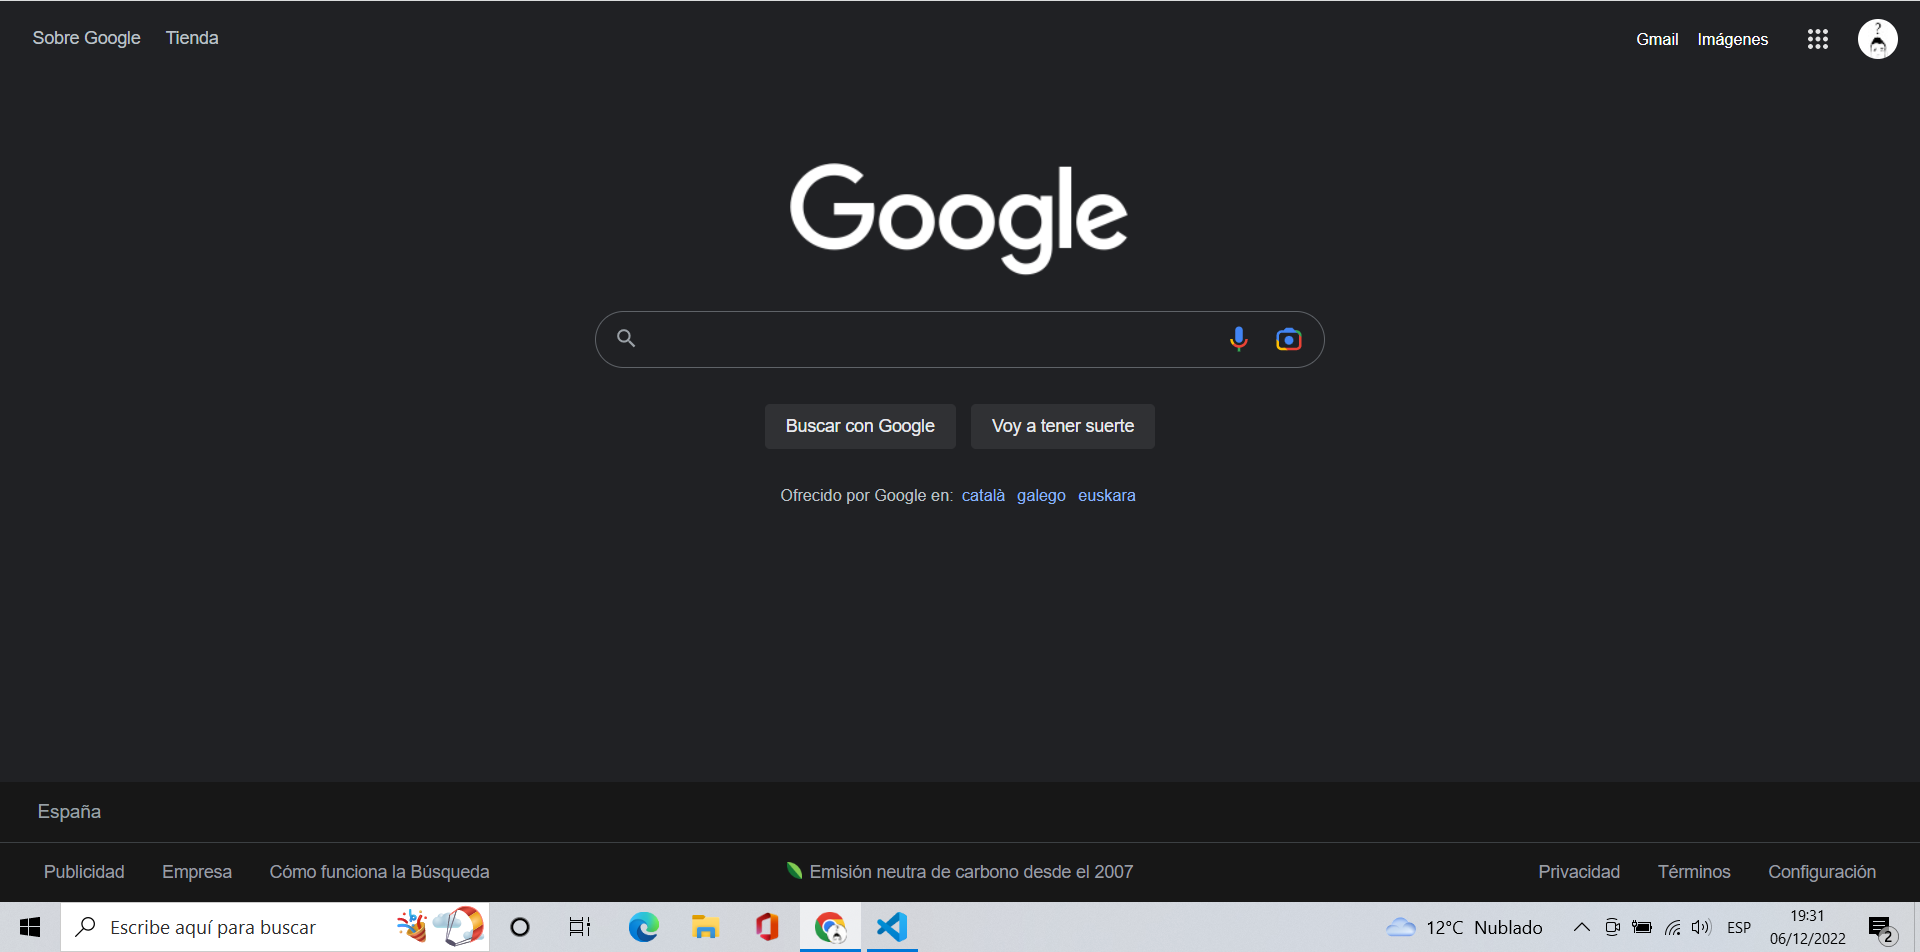 Sobre Google Tienda Gmail Imágenes
?
Google
Buscar con Google Voy a tener suerte
Ofrecido por Google en: català galego euskara
España
Publicidad Empresa Cómo funciona la Búsqueda Emisión neutra de carbono desde el 2007 Privacidad Términos Configuración
Escribe aquí para buscar 12°C Nublado ESP 19:31
06/12/2022 2